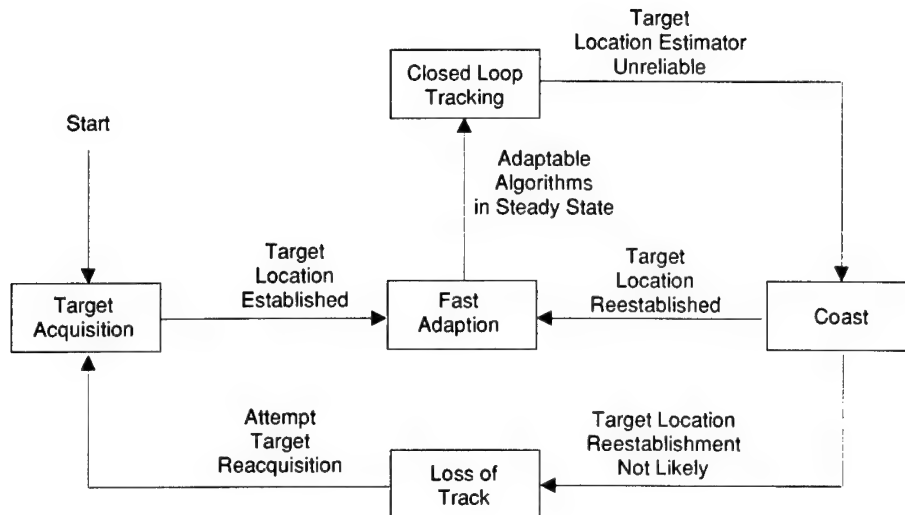 Target
Location Estimator
Unreliable
Closed Loop
Tracking
Start
Adaptable
Algorithms
in Steady State
Target
Location
Established
Target
Location
Reestablished
Target
Acquisition
Fast
Adaption
Coast
Attempt
Target
Reacquisition
Target Location
Reestablishment
Not Likely
Loss of
Track